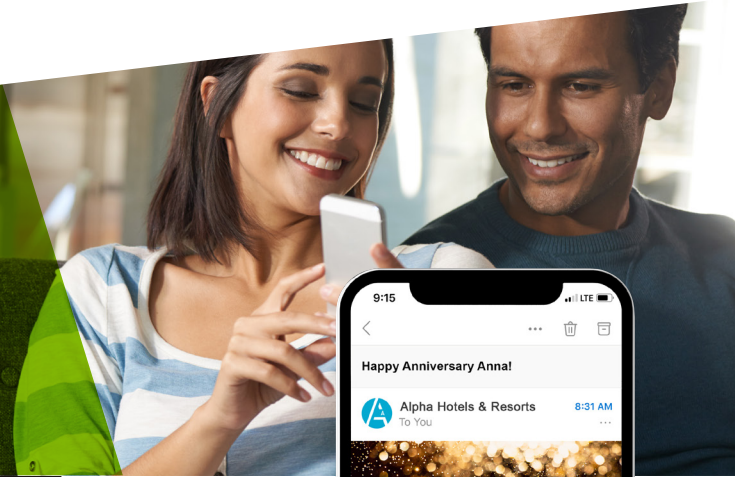 9:15
LTE
Happy Anniversary Anna!
Alpha Hotels & Resorts
8:31 AM
To You